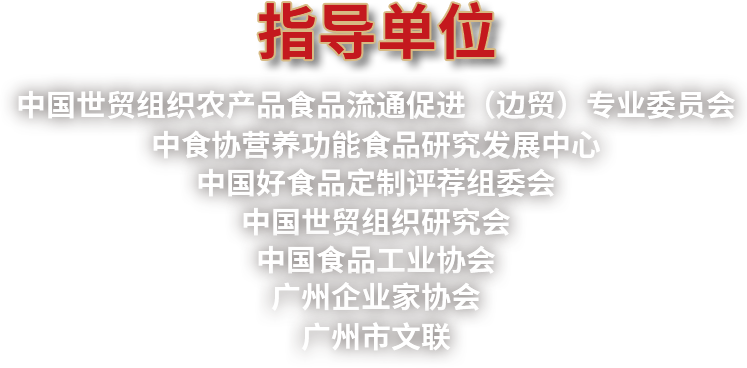 指导单位
中国世贸组织农产品食品流通促进（边贸）专业委员会
中食协营养功能食品研究发展中心
中国好食品定制评荐组委会
中国世贸组织研究会
中国食品工业协会
广州企业家协会
广州市文联